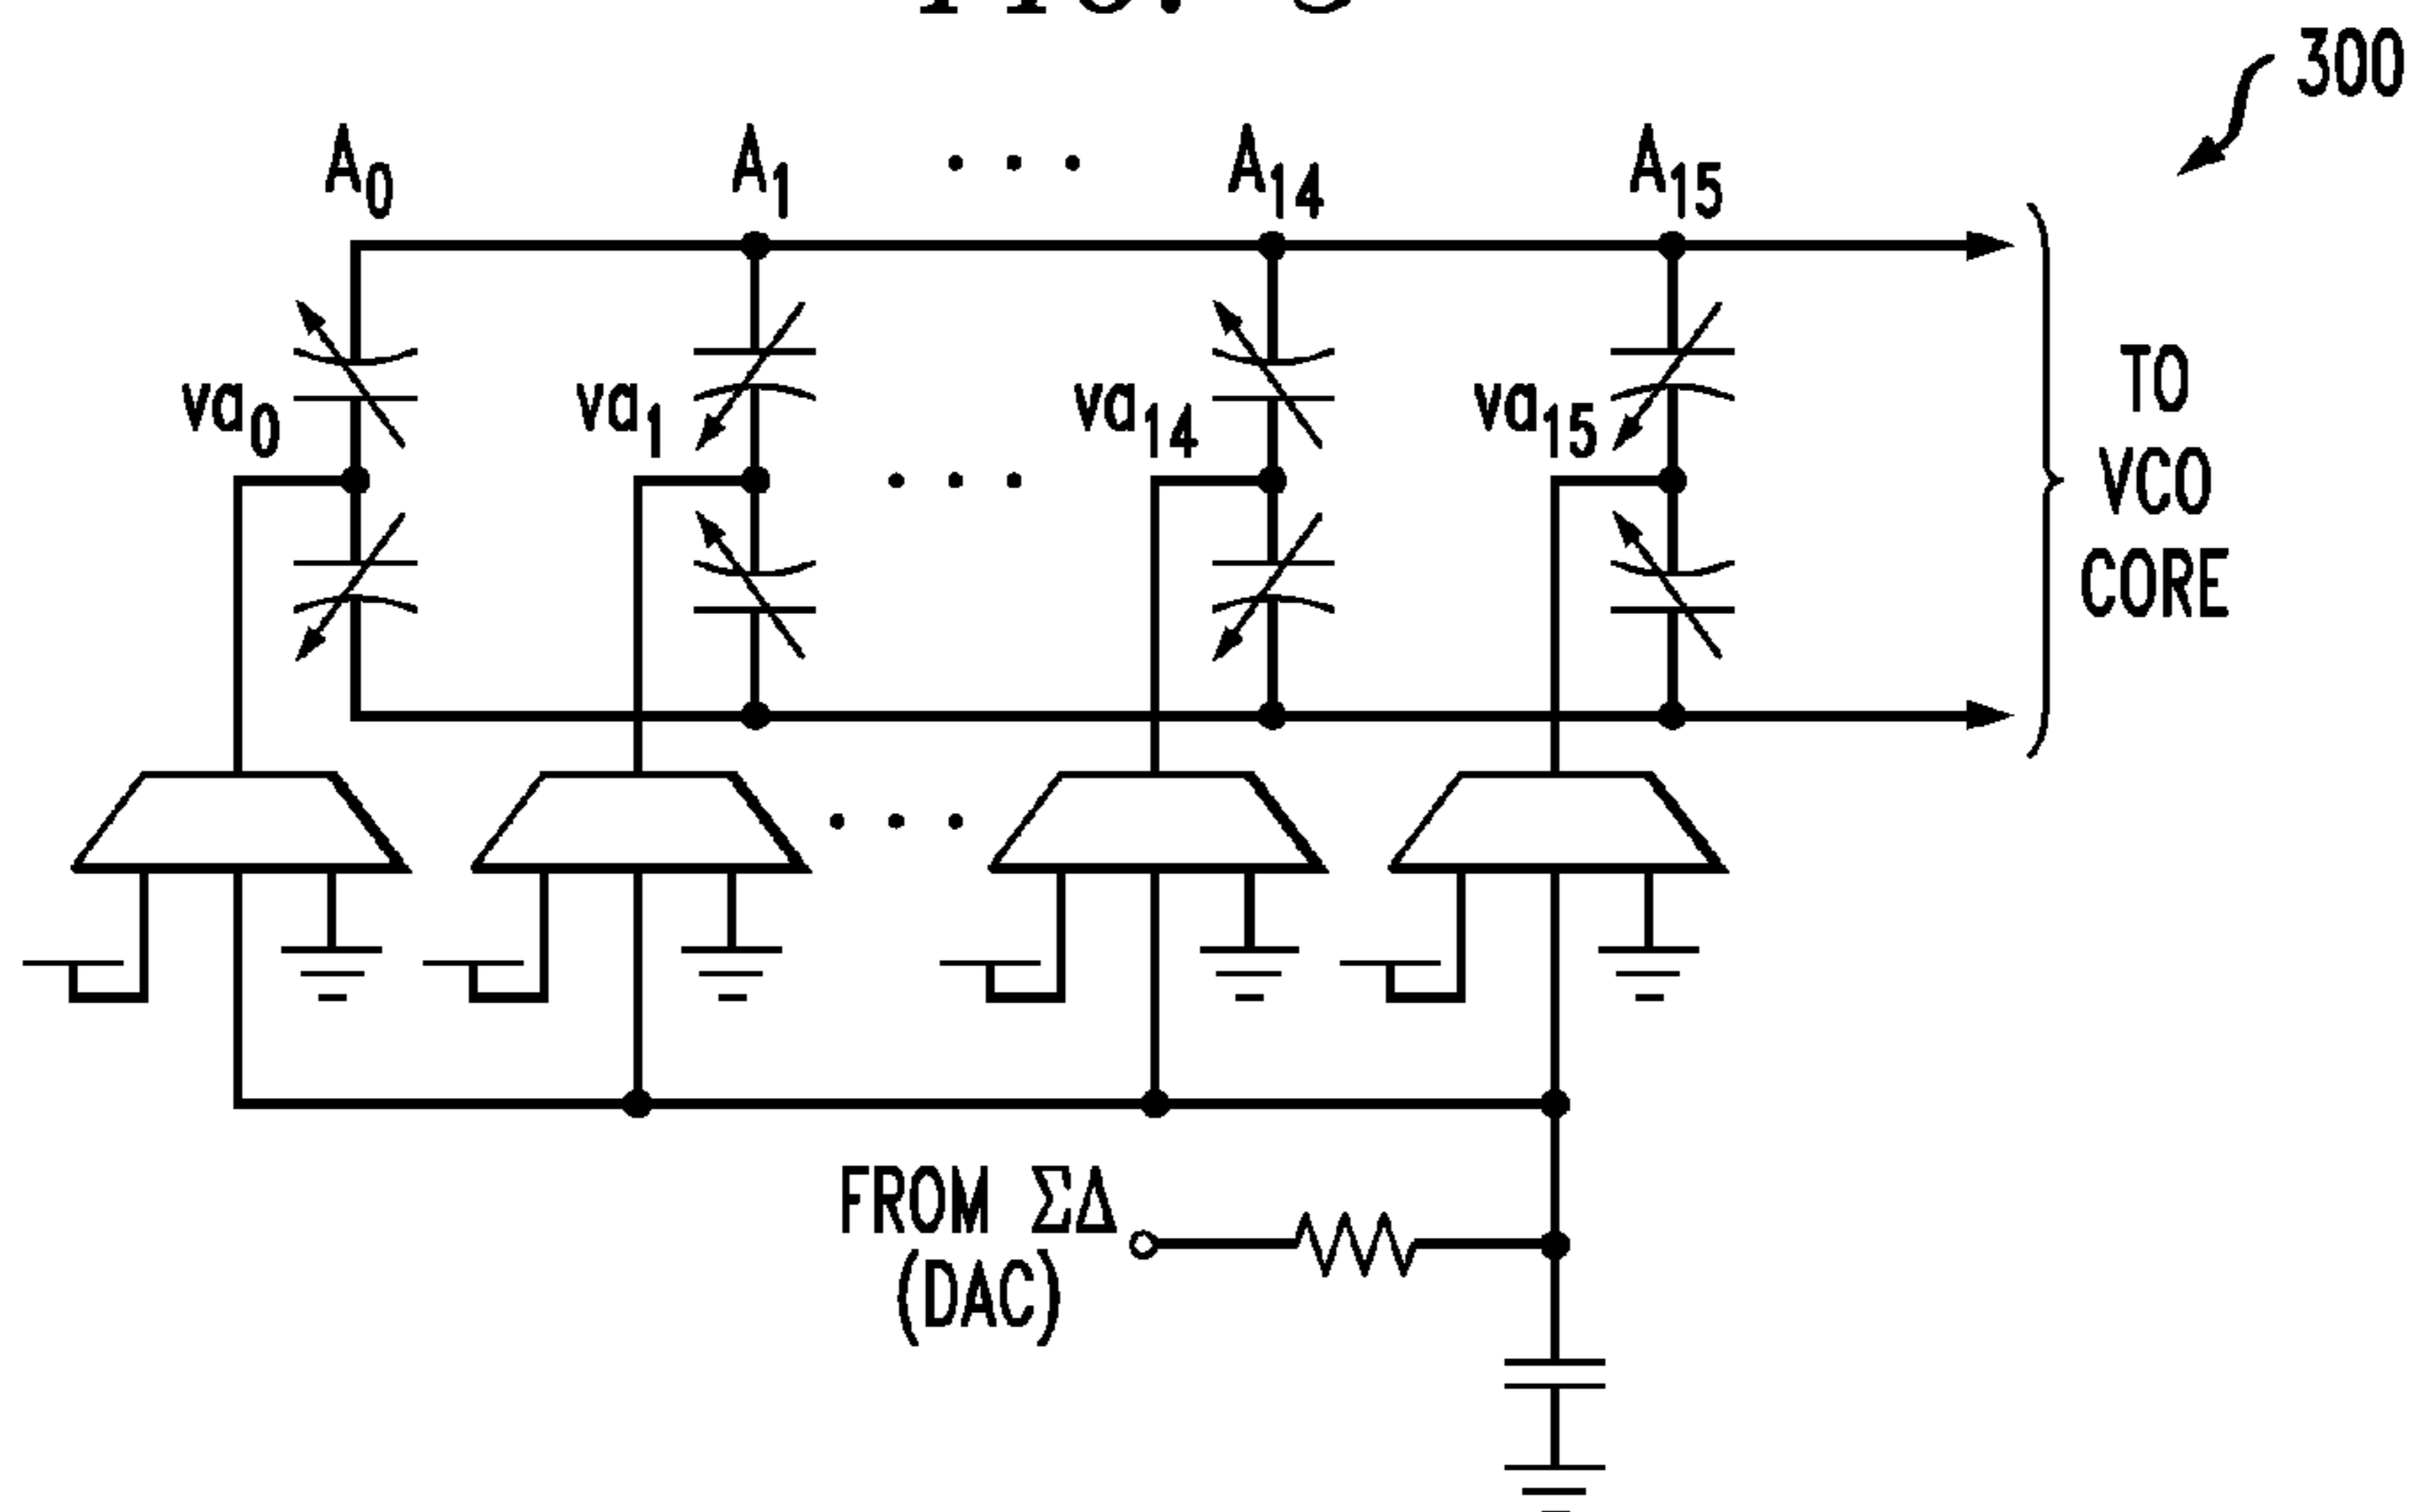 300
A0 A1 . . . A14 A15
va0 va1 . . . va14 va15
TO
VCO
CORE
. . .
FROM ΣΔ
(DAC)